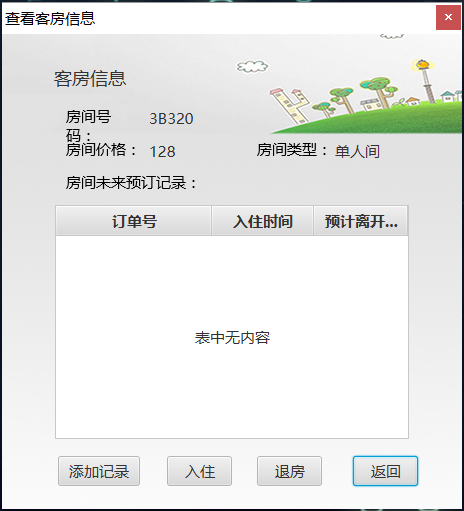 查看客房信息
客房信息
房间号
码：
3B320
房间价格： 128 房间类型： 单人间
房间未来预订记录：
订单号 入住时间 预计离开...
表中无内容
添加记录 入住 退房 返回